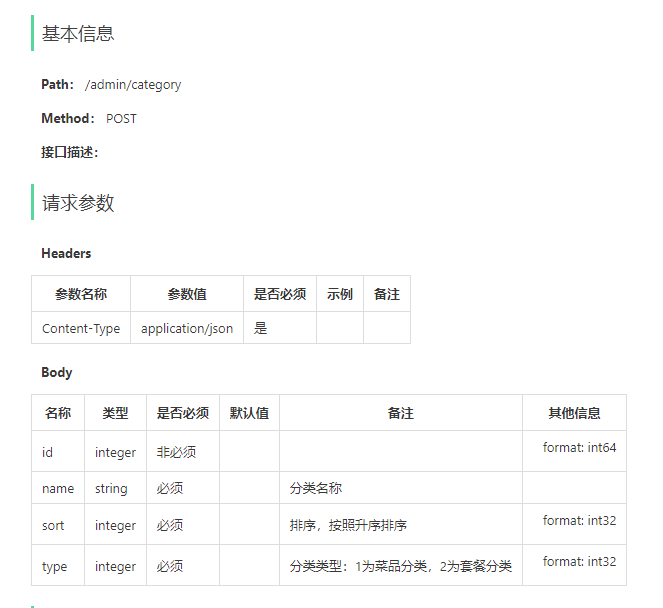 基本信息
Path： /admin/category
Method： POST
接口描述：
请求参数
Headers
参数名称 参数值 是否必须 示例 备注
Content-Type application/json 是
Body
名称 类型 是否必须 默认值 备注 其他信息
id integer 非必须 format: int64
name string 必须 分类名称
sort integer 必须 排序，按照升序排序 format: int32
type integer 必须 分类类型：1为菜品分类，2为套餐分类 format: int32